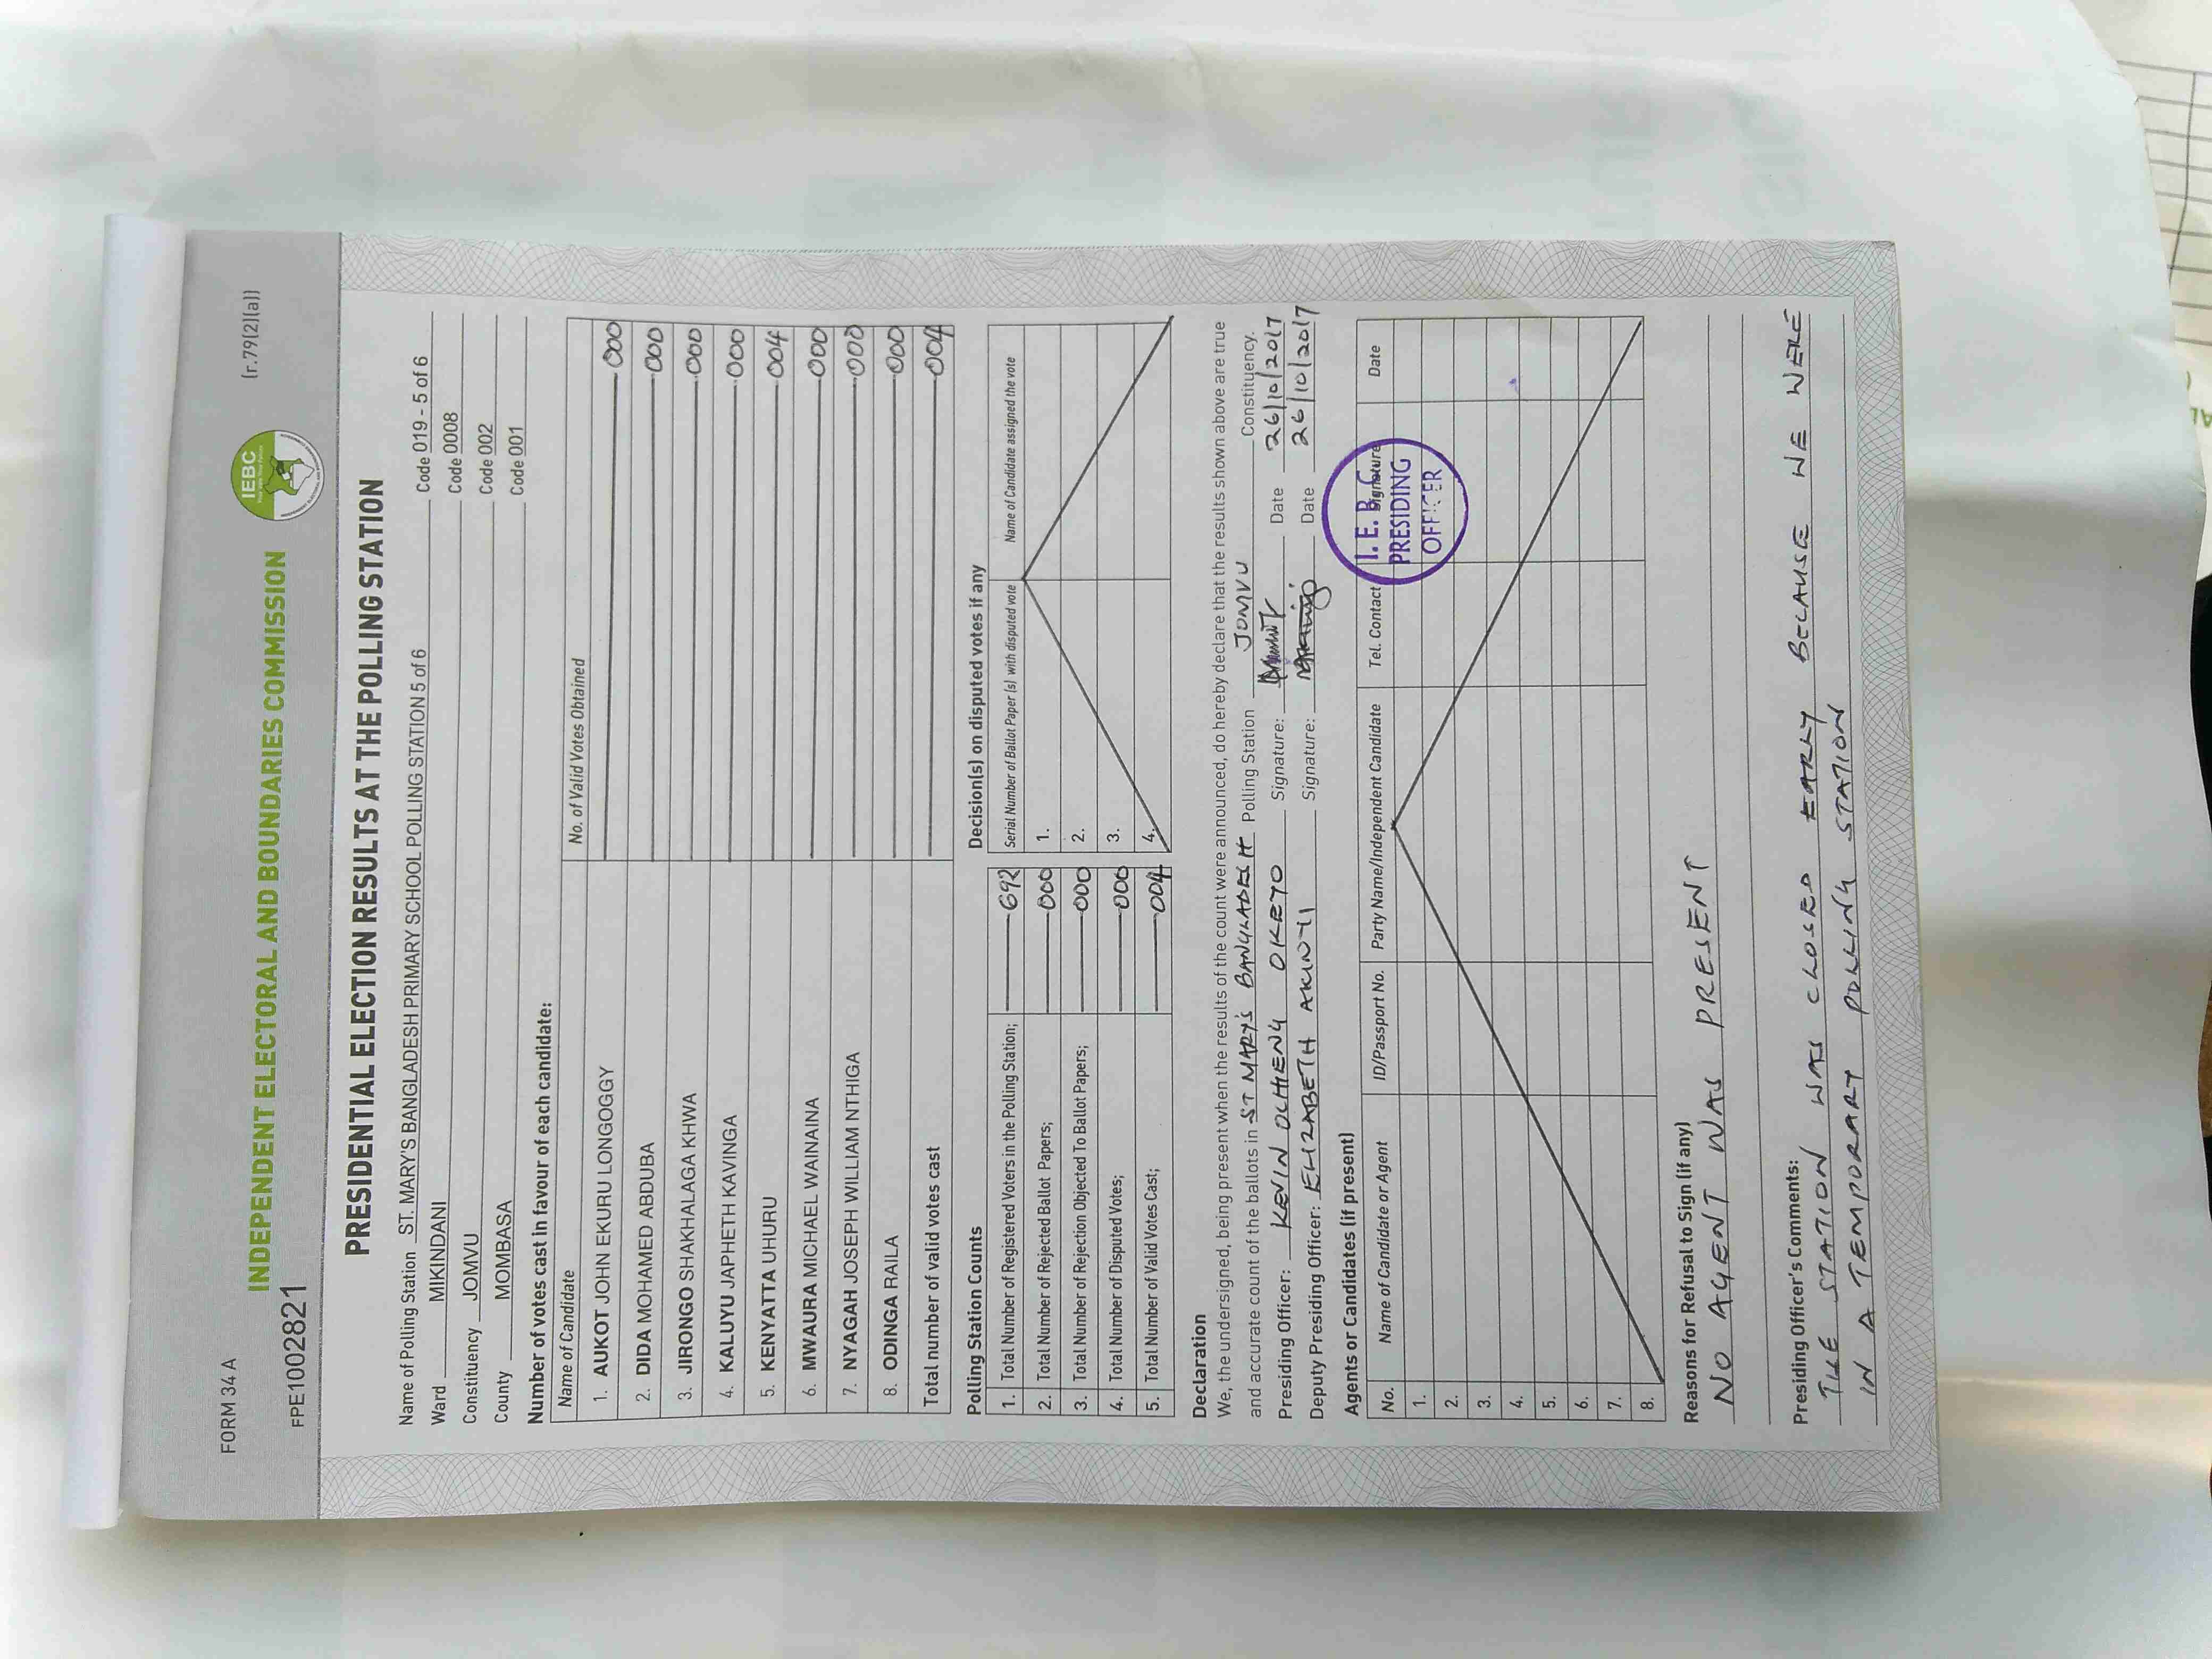 FORM 34 A
(r.79(2)(a))
IEBC
INDEPENDENT ELECTORAL AND BOUNDARIES COMMISSION
FPE1002821
PRESIDENTIAL ELECTION RESULTS AT THE POLLING STATION
Name of Polling Station ST. MARY'S BANGLADESH PRIMARY SCHOOL POLLING STATION 5 of 6 Code 019 - 5 of 6
Ward MIKINDANI Code 0008
Constituency JOMVU Code 002
County MOMBASA Code 001
Number of votes cast in favour of each candidate:
Name of Candidate No. of Valid Votes Obtained
1. AUKOT JOHN EKURU LONGOGGY 000
2. DIDA MOHAMED ABDUBA 000
3. JIRONGO SHAKHALAGA KHWA 000
4. KALUYU JAPHETH KAVINGA 000
5. KENYATTA UHURU 004
6. MWAURA MICHAEL WAINAINA 000
7. NYAGAH JOSEPH WILLIAM NTHIGA 000
8. ODINGA RAILA 000
Total number of valid votes cast 004
Polling Station Counts
1. Total Number of Registered Voters in the Polling Station; 692
2. Total Number of Rejected Ballot Papers; 000
3. Total Number of Rejection Objected To Ballot Papers; 000
4. Total Number of Disputed Votes; 000
5. Total Number of Valid Votes Cast; 004
Decision(s) on disputed votes if any
Serial Number of Ballot Paper (s) with disputed vote Name of Candidate assigned the vote
1.
2.
3.
4.
Declaration
We, the undersigned, being present when the results of the count were announced, do hereby declare that the results shown above are true
and accurate count of the ballots in ST MARY'S BANGLADESH Polling Station JOMVU Constituency.
Presiding Officer: KEVIN OCHIENG OKEYO Signature: Date 26/10/2017
Deputy Presiding Officer: ELIZABETH AKINYI Signature: Date 26/10/2017
Agents or Candidates (if present)
No. Name of Candidate or Agent ID/Passport No. Party Name/Independent Candidate Tel. Contact Signature Date
1.
2.
3.
4.
5.
6.
7.
8.
I. E. B. C.
PRESIDING
OFFICER
Reasons for Refusal to Sign (if any)
NO AGENT WAS PRESENT
Presiding Officer's Comments:
THE STATION WAS CLOSED EARLY BECAUSE WE WERE
IN A TEMPORARY POLLING STATION